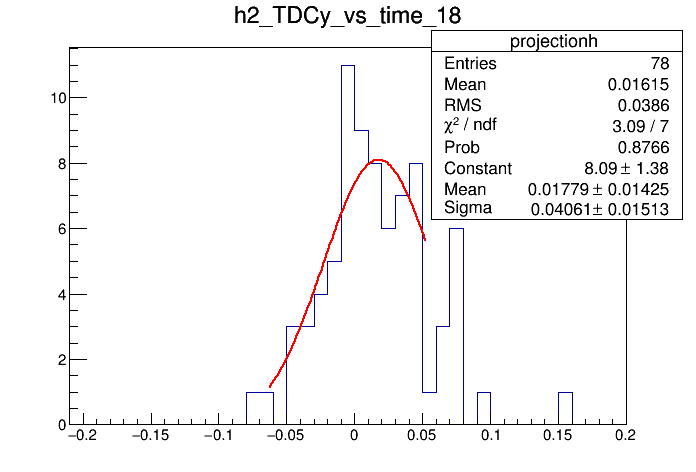 h2_TDCy_vs_time_18
projectionh
Entries 78
Mean 0.01615
RMS 0.0386
χ² / ndf 3.09 / 7
Prob 0.8766
Constant 8.09 ± 1.38
Mean 0.01779 ± 0.01425
Sigma 0.04061 ± 0.01513
10
8
6
4
2
0
−0.2 −0.15 −0.1 −0.05 0 0.05 0.1 0.15 0.2